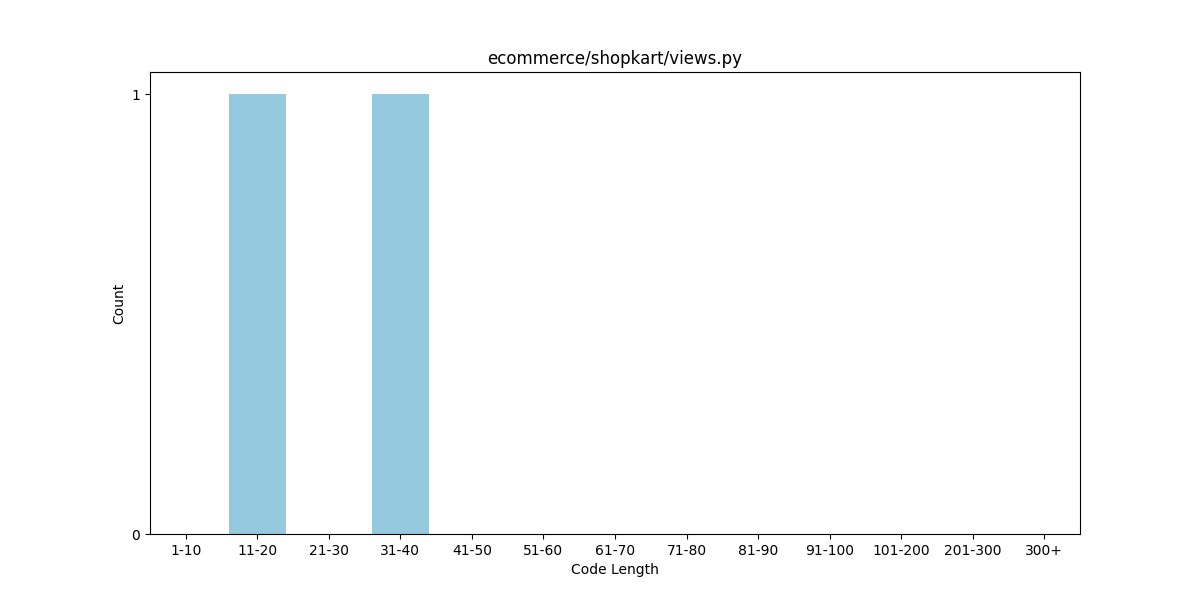 ecommerce/shopkart/views.py
1
0
Count
1-10 11-20 21-30 31-40 41-50 51-60 61-70 71-80 81-90 91-100 101-200 201-300 300+
Code Length